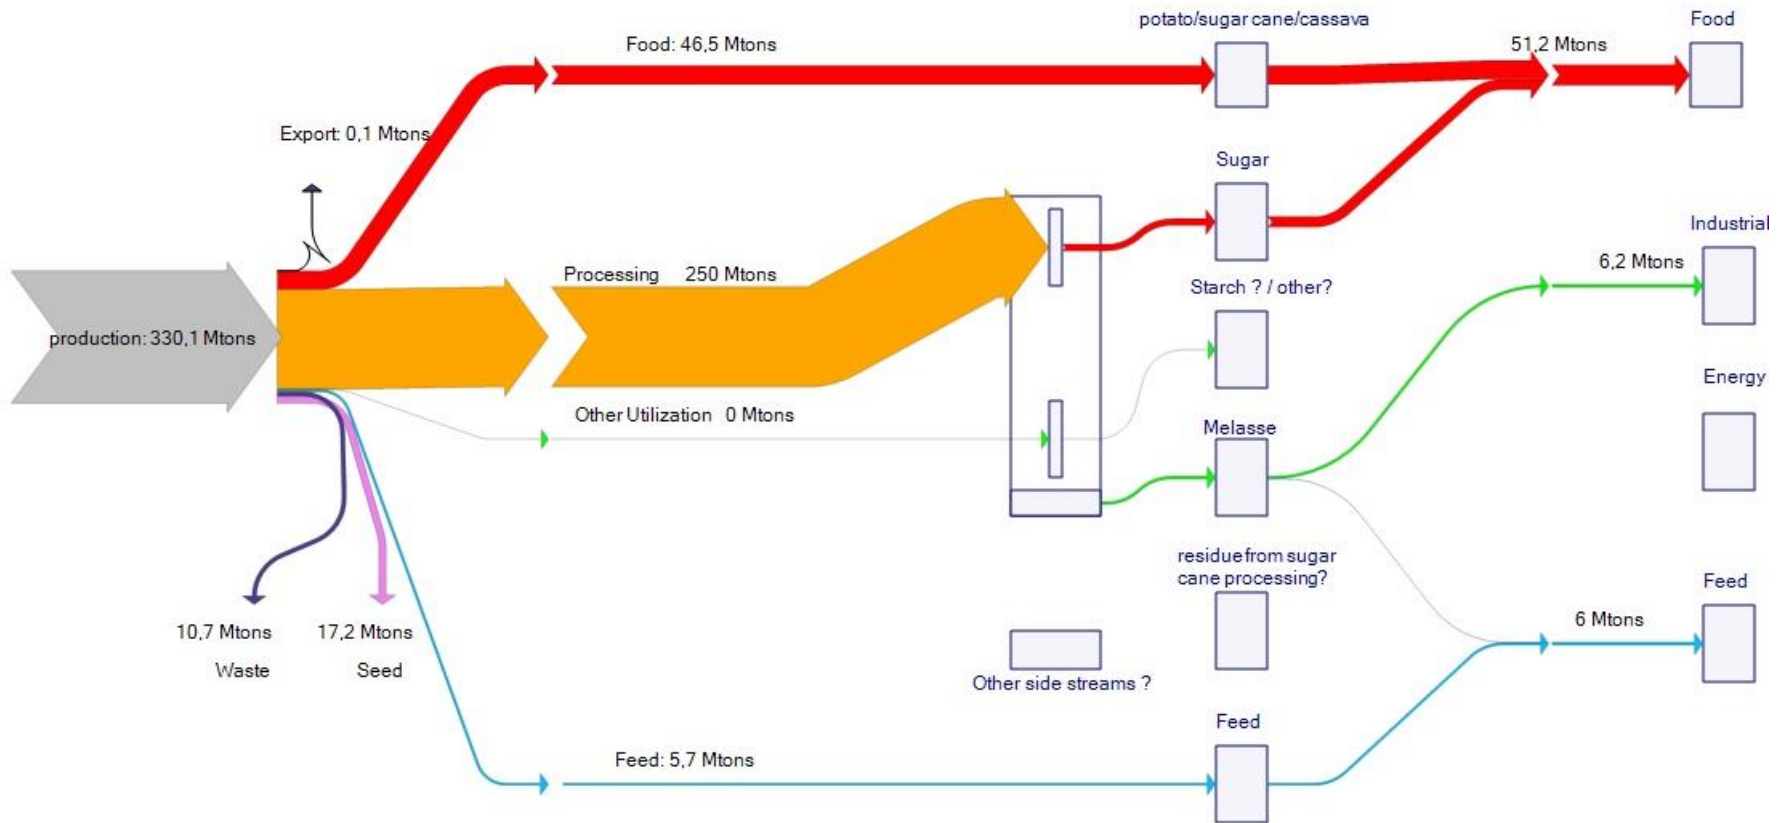 potato/sugar cane/cassava
Food
Food: 46,5 Mtons
51,2 Mtons
Export: 0,1 Mtons
Sugar
Industrial
6,2 Mtons
Processing 250 Mtons
Starch ? / other?
production: 330,1 Mtons
Energy
Other Utilization 0 Mtons
Melasse
residue from sugar
cane processing?
Feed
6 Mtons
10,7 Mtons
17,2 Mtons
Waste
Seed
Other side streams ?
Feed
Feed: 5,7 Mtons